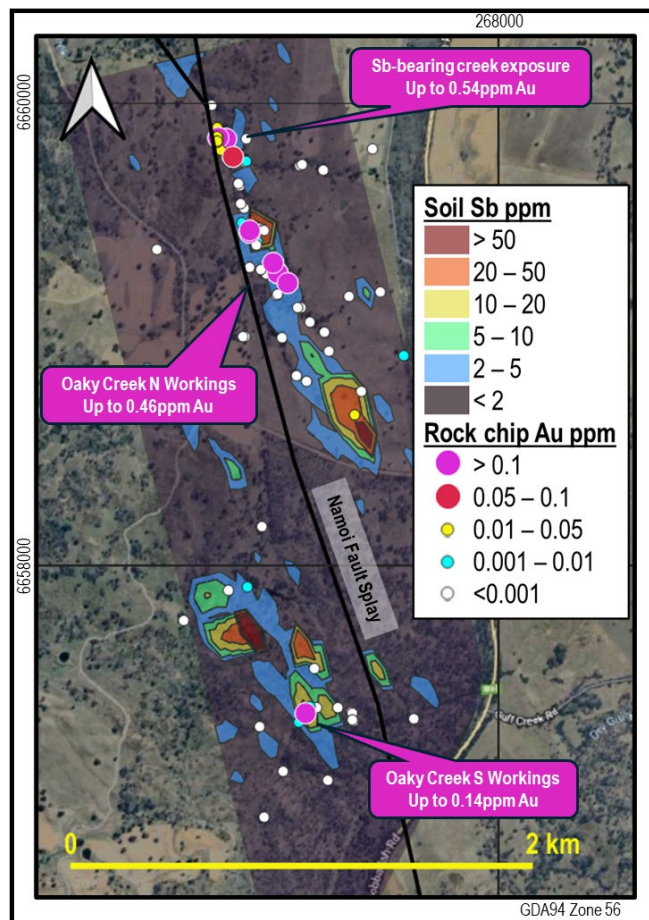 268000
6660000
Sb-bearing creek exposure
Up to 0.54ppm Au
Soil Sb ppm
> 50
20 – 50
10 – 20
5 – 10
2 – 5
< 2
Rock chip Au ppm
> 0.1
0.05 – 0.1
0.01 – 0.05
0.001 – 0.01
<0.001
Oaky Creek N Workings
Up to 0.46ppm Au
Namoi Fault Splay
6658000
Gulf Creek Rd
Oaky Creek S Workings
Up to 0.14ppm Au
0
2 km
GDA94 Zone 56